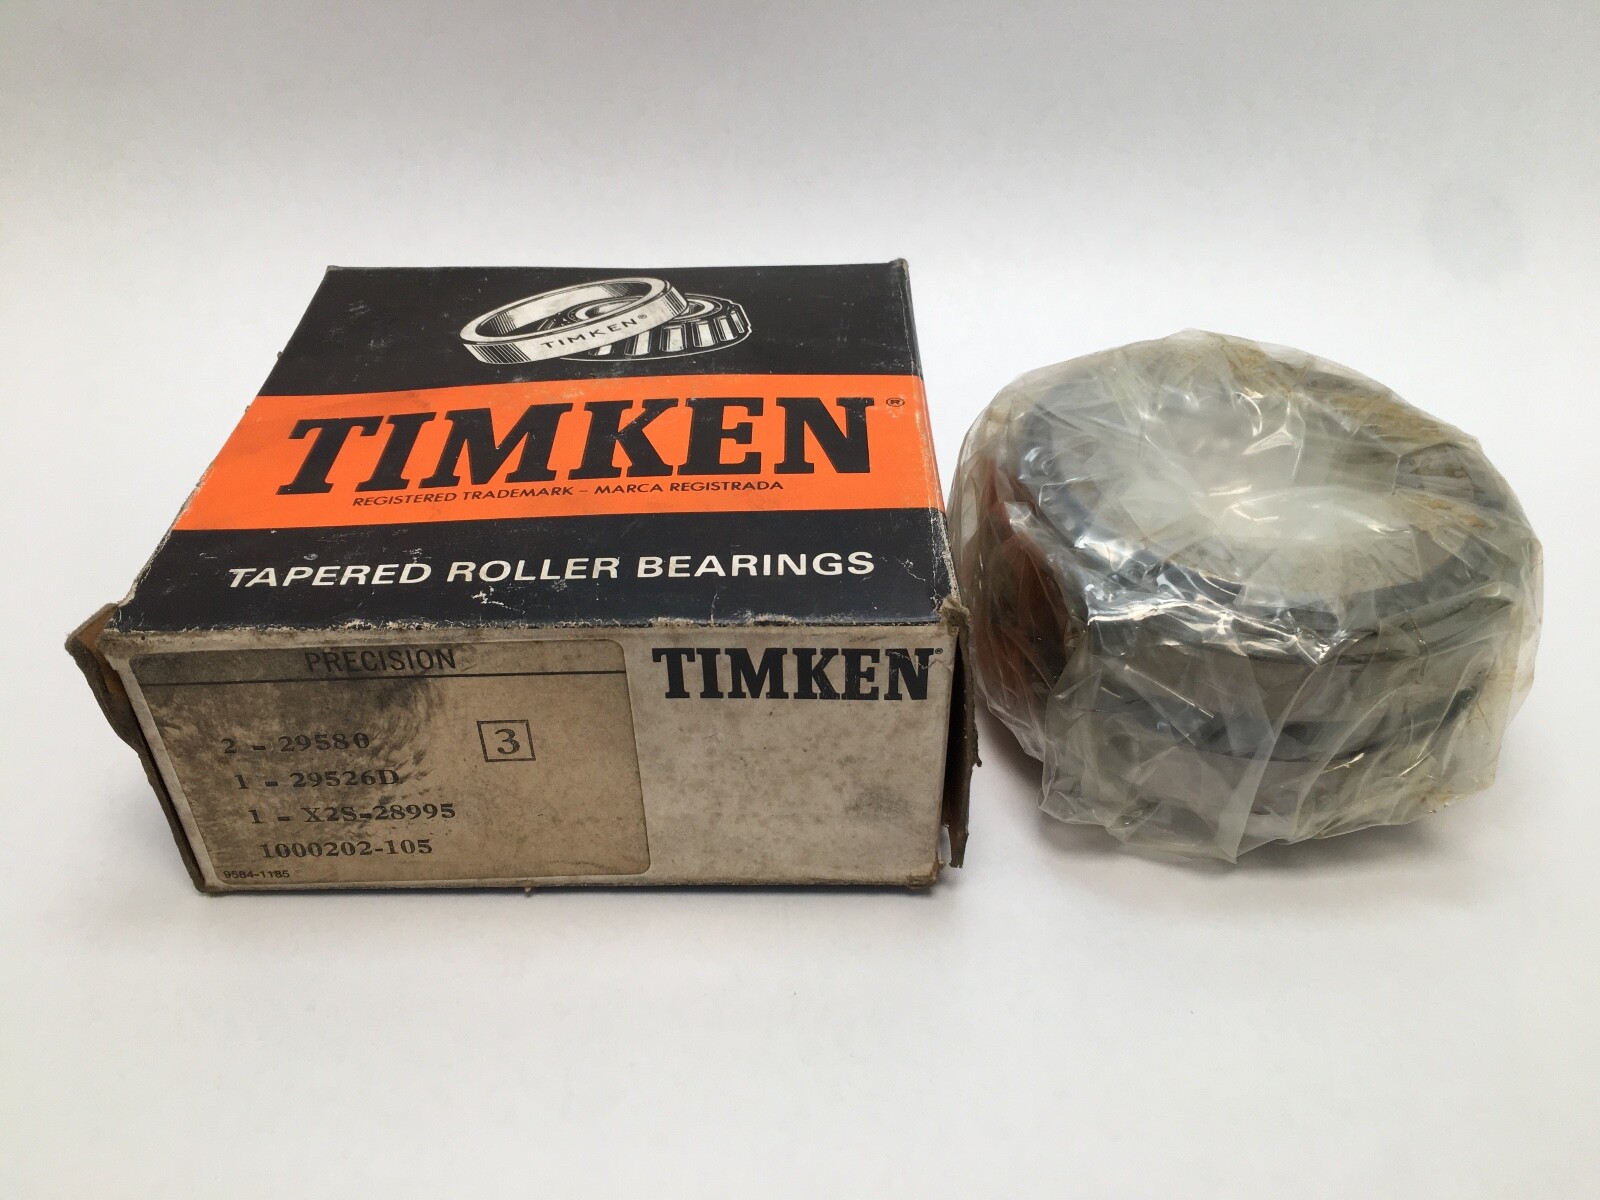 TIMKEN®
TIMKEN®
REGISTERED TRADEMARK – MARCA REGISTRADA
TAPERED ROLLER BEARINGS
PRECISION
TIMKEN®
2 - 29580
3
1 - 29526D
1 - X2S-28995
1000202-105
9584-1185